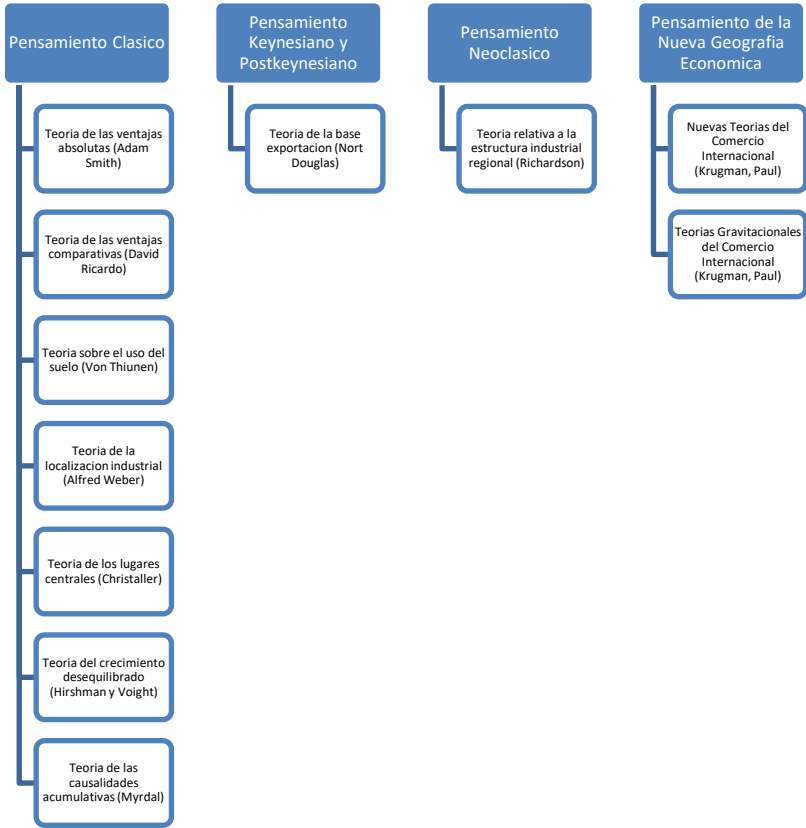 Pensamiento Clasico
Teoria de las ventajas
absolutas (Adam
Smith)
Teoria de las ventajas
comparativas (David
Ricardo)
Teoria sobre el uso del
suelo (Von Thiunen)
Teoria de la
localizacion industrial
(Alfred Weber)
Teoria de los lugares
centrales (Christaller)
Teoria del crecimiento
desequilibrado
(Hirshman y Voight)
Teoria de las
causalidades
acumulativas (Myrdal)
Pensamiento
Keynesiano y
Postkeynesiano
Teoria de la base
exportacion (Nort
Douglas)
Pensamiento
Neoclasico
Teoria relativa a la
estructura industrial
regional (Richardson)
Pensamiento de la
Nueva Geografia
Economica
Nuevas Teorias del
Comercio
Internacional
(Krugman, Paul)
Teorias Gravitacionales
del Comercio
Internacional
(Krugman, Paul)